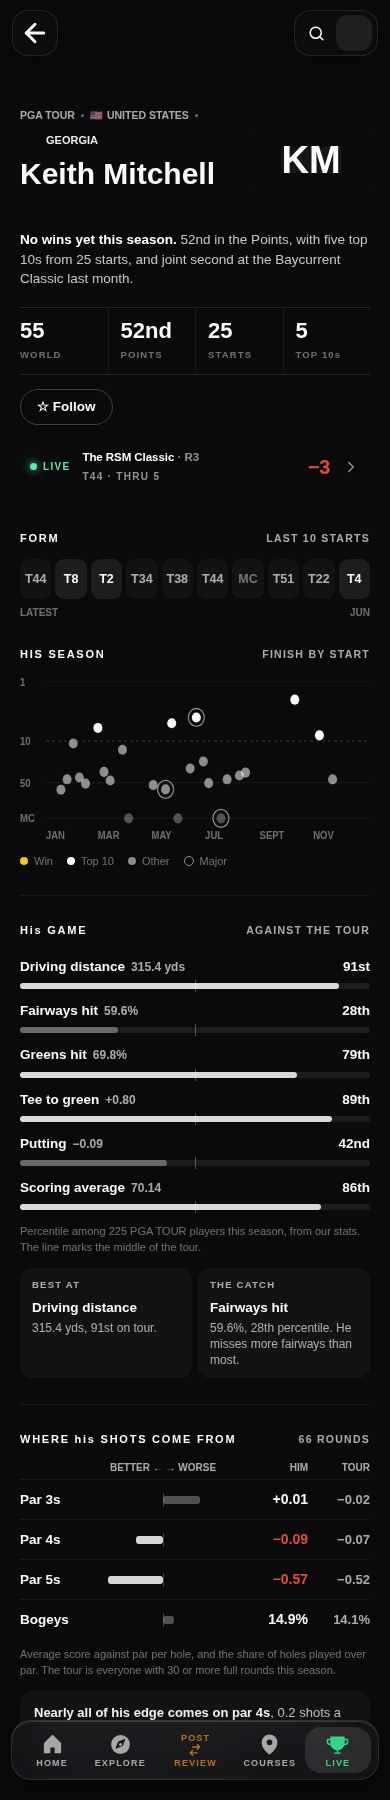 PGA TOUR • 🇺🇸 UNITED STATES •
GEORGIA
Keith Mitchell
KM
No wins yet this season. 52nd in the Points, with five top
10s from 25 starts, and joint second at the Baycurrent
Classic last month.
55 52nd 25 5
WORLD POINTS STARTS TOP 10s
☆ Follow
LIVE The RSM Classic · R3
T44 · THRU 5
−3
FORM LAST 10 STARTS
T44 T8 T2 T34 T38 T44 MC T51 T22 T4
LATEST JUN
HIS SEASON FINISH BY START
1
10
50
MC
JAN MAR MAY JUL SEPT NOV
Win Top 10 Other Major
His GAME AGAINST THE TOUR
Driving distance 315.4 yds 91st
Fairways hit 59.6% 28th
Greens hit 69.8% 79th
Tee to green +0.80 89th
Putting −0.09 42nd
Scoring average 70.14 86th
Percentile among 225 PGA TOUR players this season, from our stats.
The line marks the middle of the tour.
BEST AT
Driving distance
315.4 yds, 91st on tour.
THE CATCH
Fairways hit
59.6%, 28th percentile. He
misses more fairways than
most.
WHERE his SHOTS COME FROM 66 ROUNDS
BETTER ← → WORSE HIM TOUR
Par 3s +0.01 −0.02
Par 4s −0.09 −0.07
Par 5s −0.57 −0.52
Bogeys 14.9% 14.1%
Average score against par per hole, and the share of holes played over
par. The tour is everyone with 30 or more full rounds this season.
Nearly all of his edge comes on par 4s, 0.2 shots a
HOME EXPLORE POST REVIEW COURSES LIVE